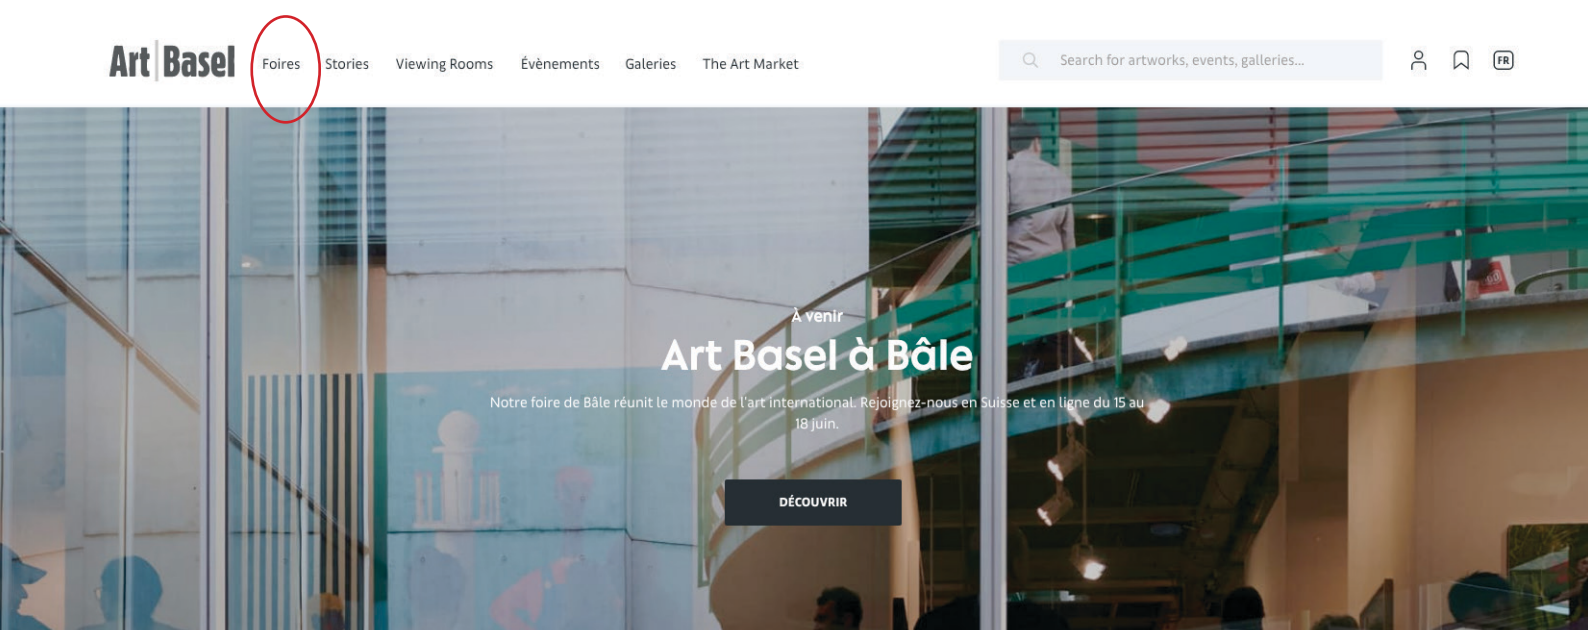 Art Basel
Foires Stories Viewing Rooms Évènements Galeries The Art Market
Search for artworks, events, galleries...
FR
À venir
Art Basel à Bâle
Notre foire de Bâle réunit le monde de l'art international. Rejoignez-nous en Suisse et en ligne du 15 au
18 juin.
DÉCOUVRIR